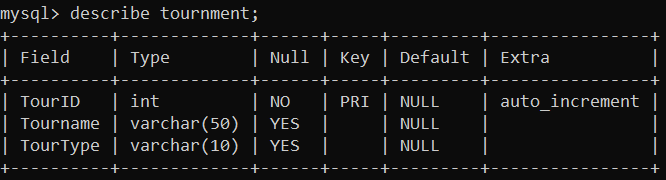 mysql> describe tournment;
+----------+-------------+------+-----+---------+----------------+
| Field    | Type        | Null | Key | Default | Extra          |
+----------+-------------+------+-----+---------+----------------+
| TourID   | int         | NO   | PRI | NULL    | auto_increment |
| Tourname | varchar(50) | YES  |     | NULL    |                |
| TourType | varchar(10) | YES  |     | NULL    |                |
+----------+-------------+------+-----+---------+----------------+